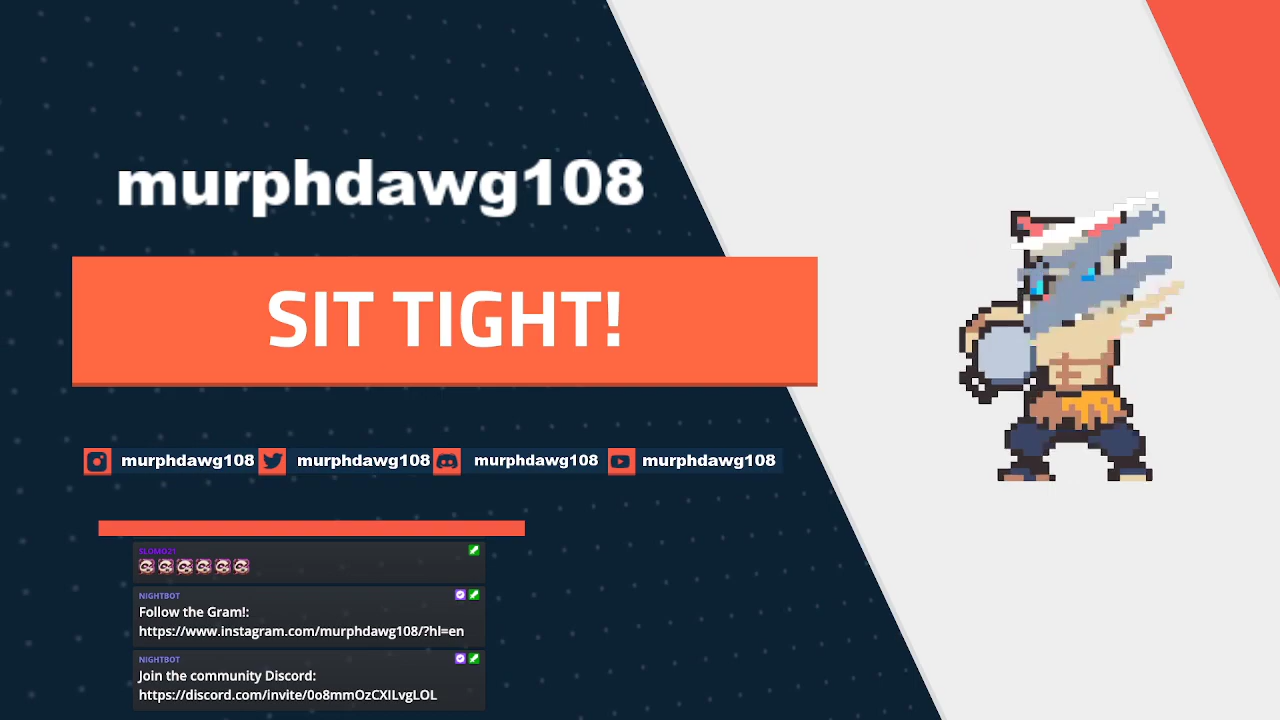 murphdawg108
SIT TIGHT!
murphdawg108 murphdawg108 murphdawg108 murphdawg108
SLOMO21
NIGHTBOT
Follow the Gram!:
https://www.instagram.com/murphdawg108/?hl=en
NIGHTBOT
Join the community Discord:
https://discord.com/invite/0o8mmOzCXILvgLOL